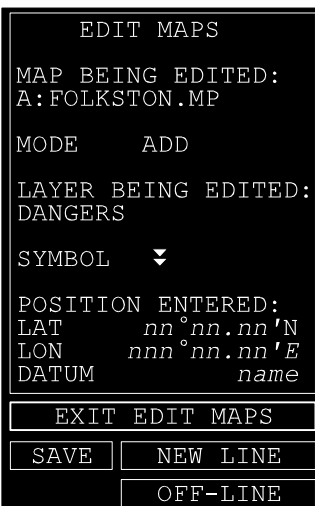 EDIT MAPS
MAP BEING EDITED:
A:FOLKSTON.MP
MODE ADD
LAYER BEING EDITED:
DANGERS
SYMBOL
POSITION ENTERED:
LAT nn°nn.nn'N
LON nnn°nn.nn'E
DATUM name
EXIT EDIT MAPS
SAVE NEW LINE
OFF-LINE